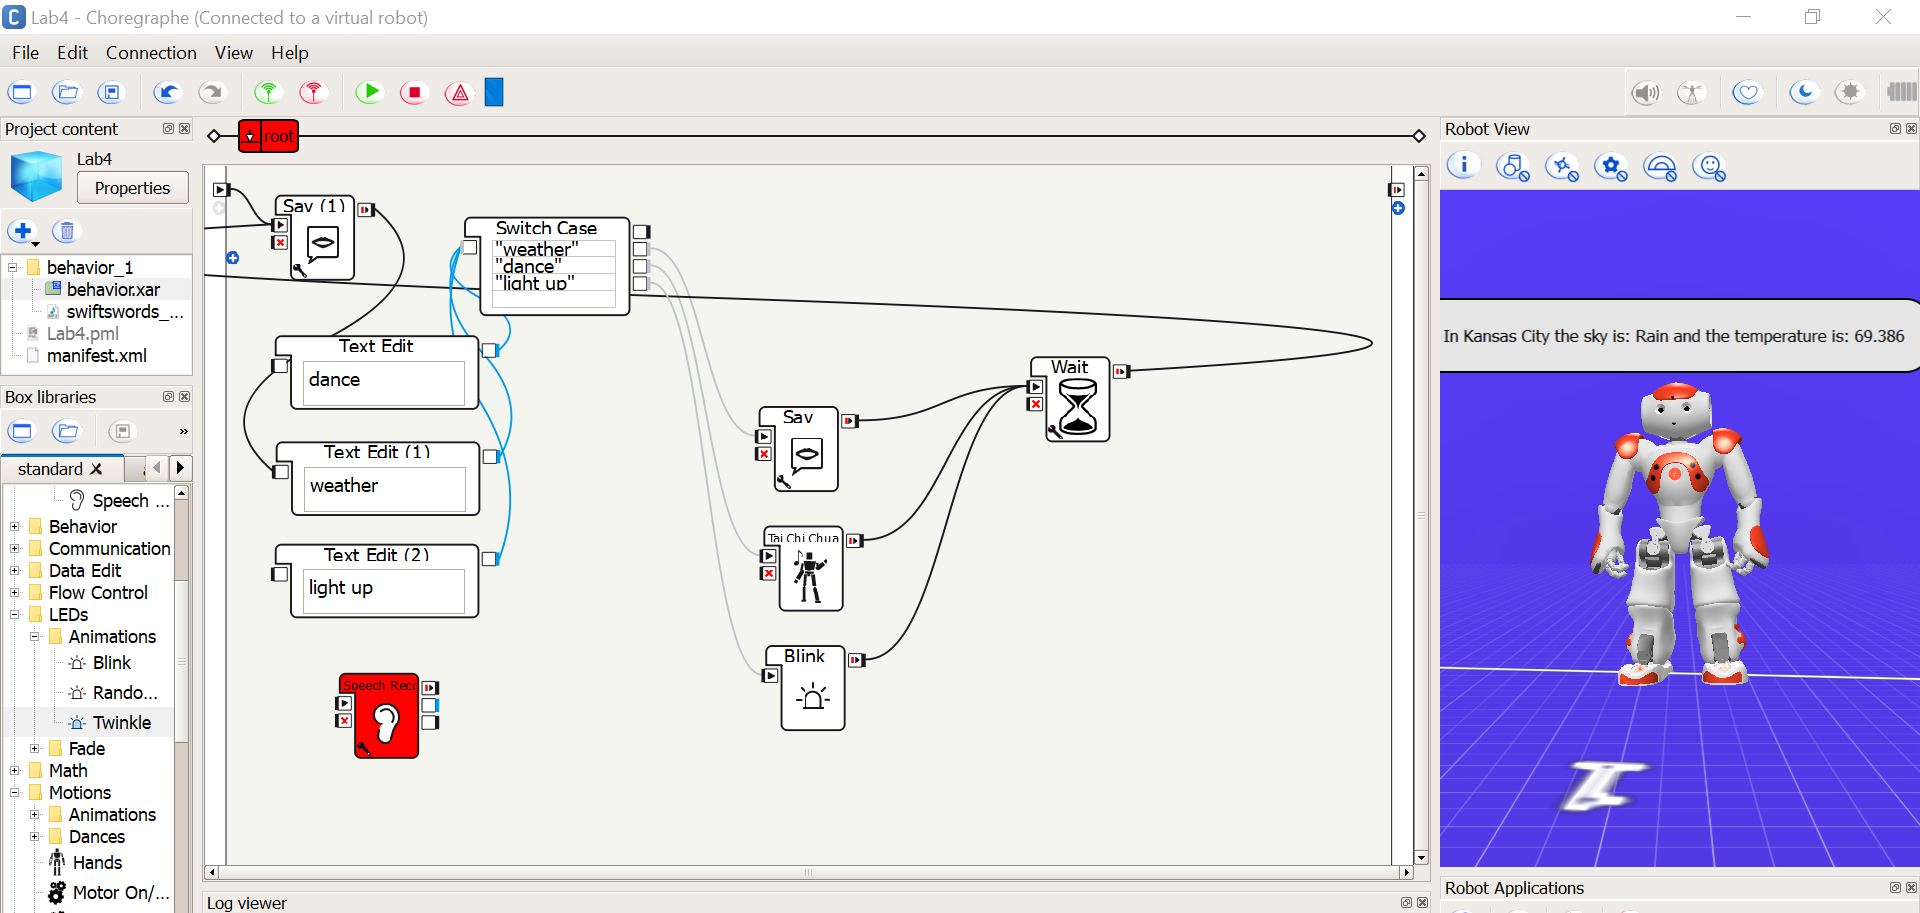 Lab4 - Choregraphe (Connected to a virtual robot)
File Edit Connection View Help
Project content
Lab4
Properties
behavior_1
behavior.xar
swiftswords_...
Lab4.pml
manifest.xml
Box libraries
»
standard
Speech ...
Behavior
Communication
Data Edit
Flow Control
LEDs
Animations
Blink
Rando...
Twinkle
Fade
Math
Motions
Animations
Dances
Hands
Motor On/...
root
Say (1)
Switch Case
"weather"
"dance"
"light up"
Text Edit
dance
Text Edit (1)
weather
Text Edit (2)
light up
Speech Reco
Say
Tai Chi Chua
Blink
Wait
Log viewer
Robot View
In Kansas City the sky is: Rain and the temperature is: 69.386
Robot Applications